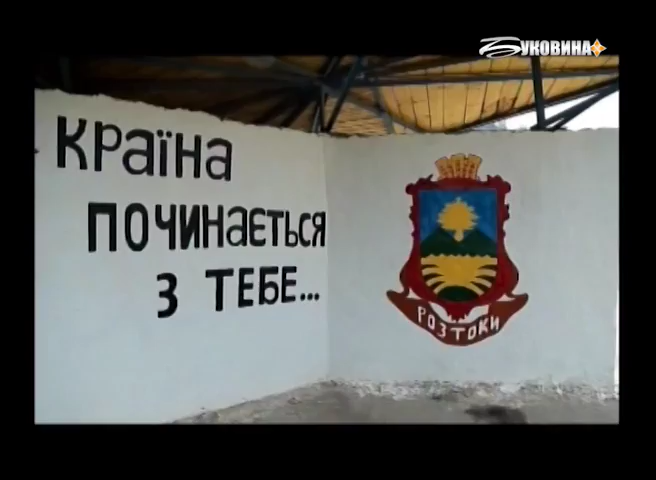 БУКОВИНА
Країна
починається
з тебе...
Розтоки